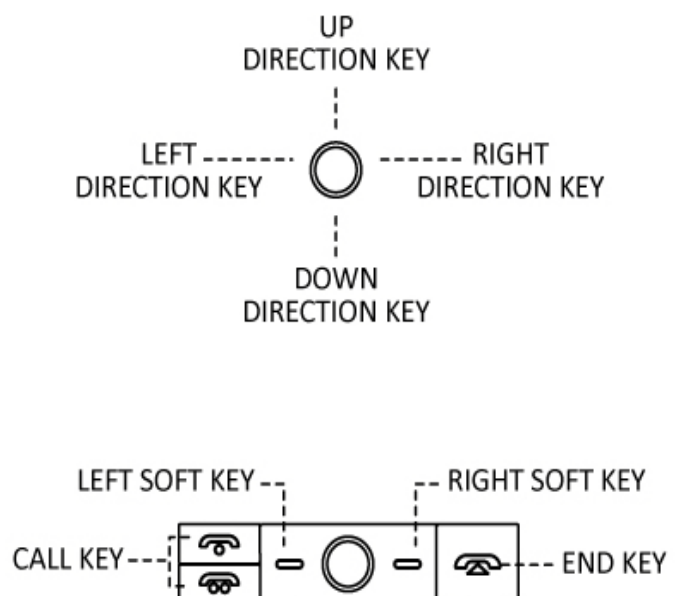 UP
DIRECTION KEY
LEFT
DIRECTION KEY
RIGHT
DIRECTION KEY
DOWN
DIRECTION KEY
LEFT SOFT KEY
RIGHT SOFT KEY
CALL KEY
END KEY